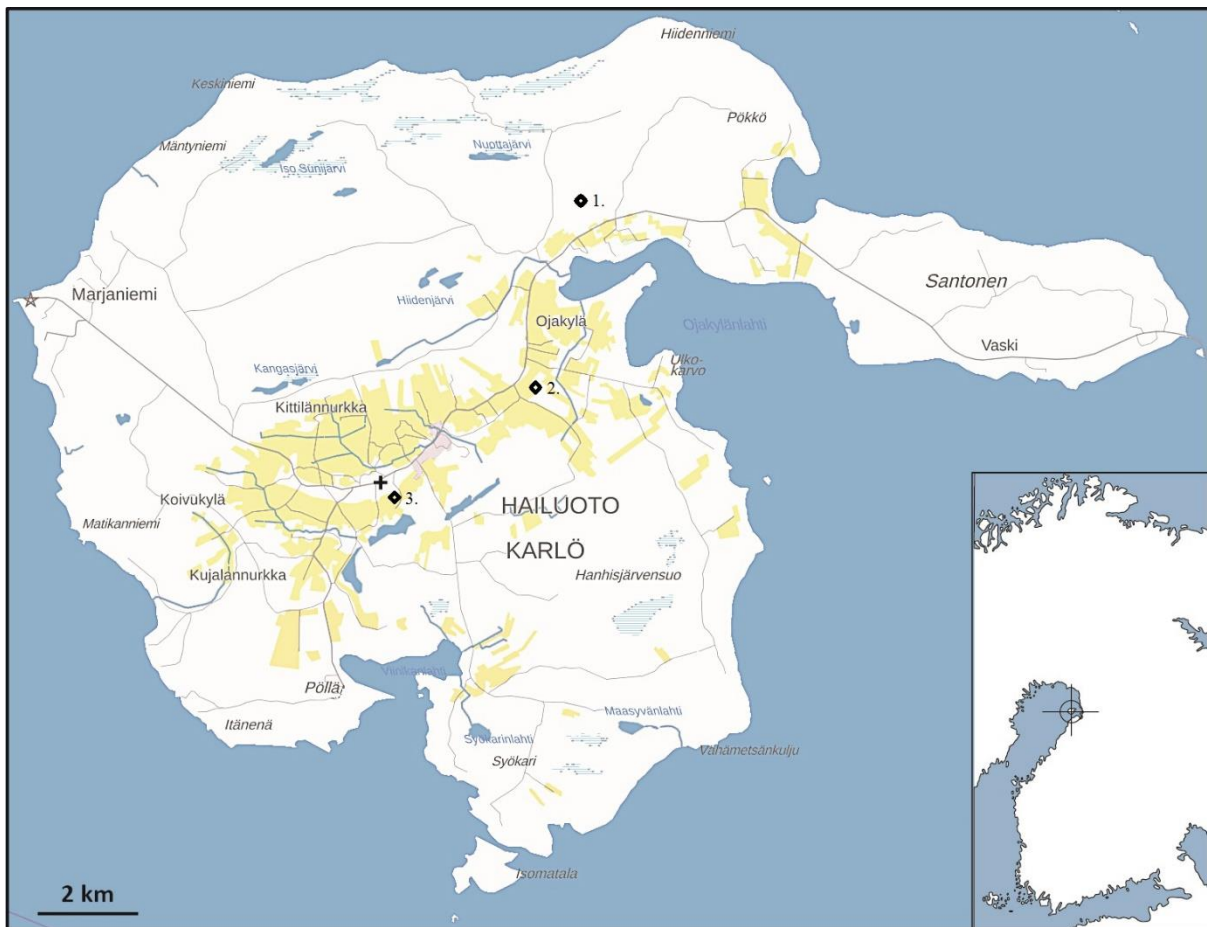 Hiidenniemi
Keskiniemi
Pökkö
Mäntyniemi
Nuottajärvi
Iso Sunijärvi
1.
Santonen
Marjaniemi
Hiidenjärvi
Ojakylä
Ojakylänlahti
Vaski
Ulko-
karvo
Kangasjärvi
2.
Kittilännurkka
Koivukylä
3.
HAILUOTO
Matikanniemi
KARLÖ
Kujalannurkka
Hanhisjärvensuo
Viinikanlahti
Pöllä
Itänenä
Maasyvänlahti
Syökarinlahti
Vähämetsänkulju
Syökari
Isomatala
2 km